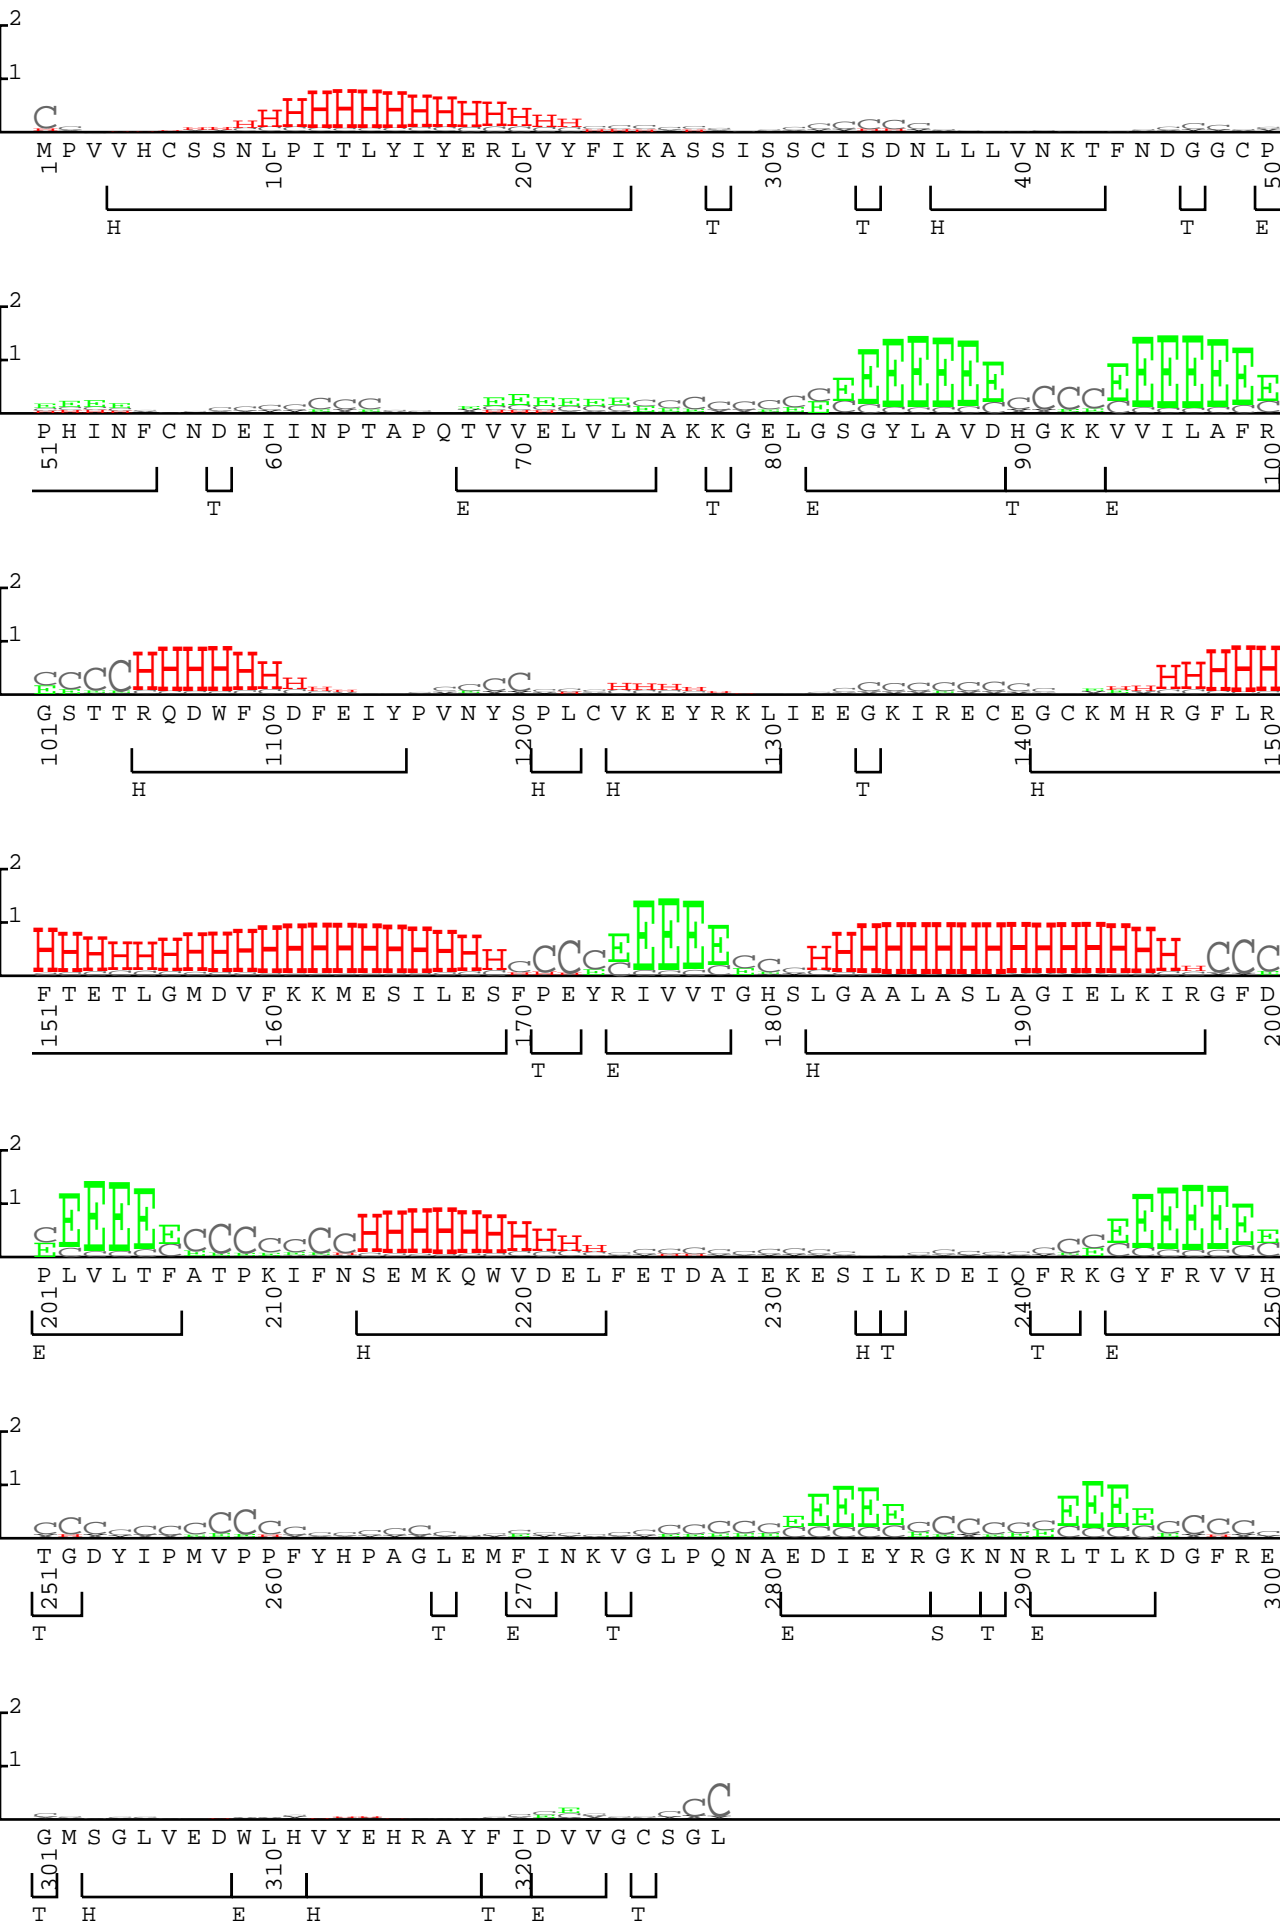 2
1
M P V V H C S S N L P I T L Y I Y E R L V Y F I K A S S I S S C I S D N L L L V N K T F N D G G C P
1 10 20 30 40 50
H T T H T E
2
1
P H I N F C N D E I I N P T A P Q T V V E L V L N A K K G E L G S G Y L A V D H G K K V V I L A F R
51 60 70 80 90 100
T E T E T E
2
1
G S T T R Q D W F S D F E I Y P V N Y S P L C V K E Y R K L I E E G K I R E C E G C K M H R G F L R
101 110 120 130 140 150
H H H T H
2
1
F T E T L G M D V F K K M E S I L E S F P E Y R I V V T G H S L G A A L A S L A G I E L K I R G F D
151 160 170 180 190 200
T E H
2
1
P L V L T F A T P K I F N S E M K Q W V D E L F E T D A I E K E S I L K D E I Q F R K G Y F R V V H
201 210 220 230 240 250
E H H T T E
2
1
T G D Y I P M V P P F Y H P A G L E M F I N K V G L P Q N A E D I E Y R G K N N R L T L K D G F R E
251 260 270 280 290 300
T T E T E S T E
2
1
G M S G L V E D W L H V Y E H R A Y F I D V V G C S G L
301 310 320
T H E H T E T